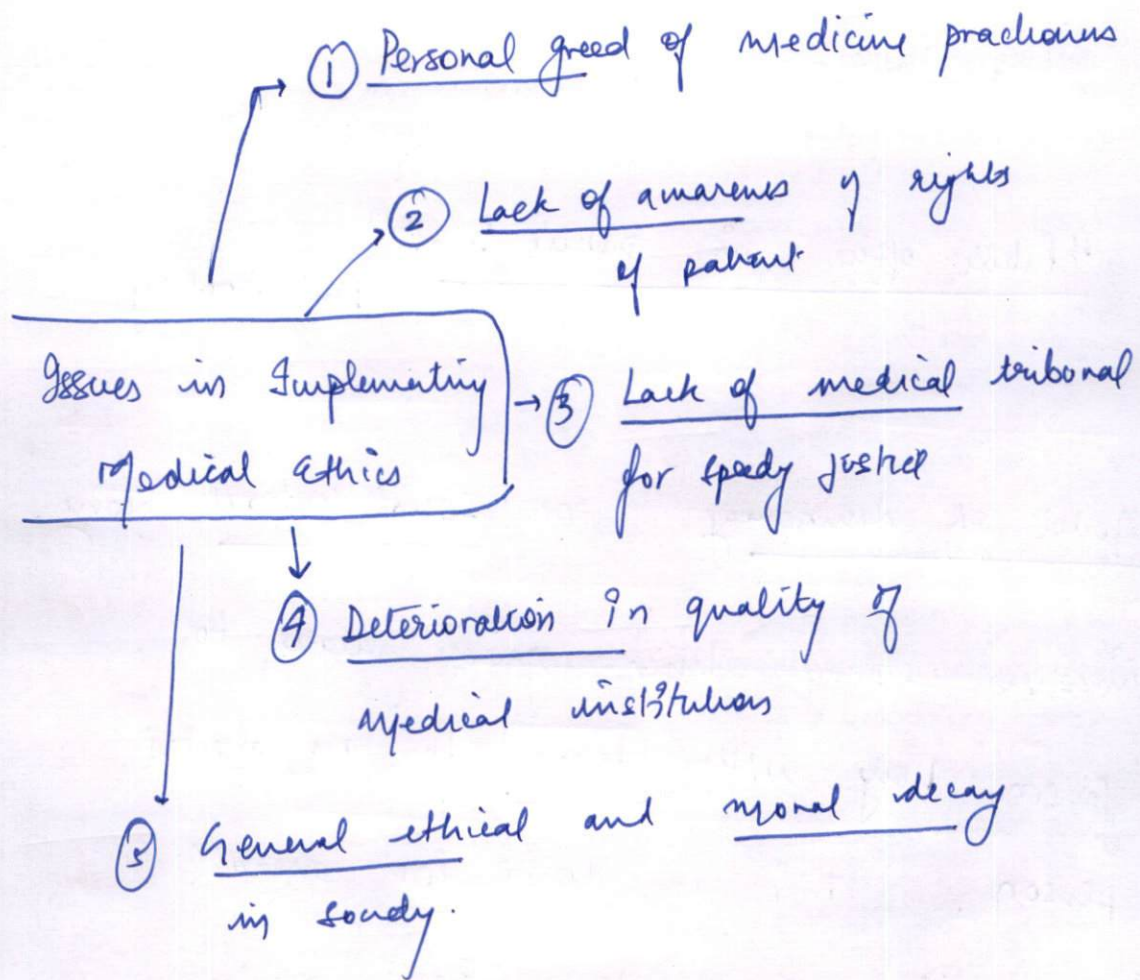 ① Personal greed of medicine practioners
② Lack of awarenes of rights
of patient
Issues in Implementing
Medical Ethics
→ ③ Lack of medical tribonal
for speedy justice
④ Deterioration in quality of
Medical institutions
⑤ General ethical and moral decay
in society.